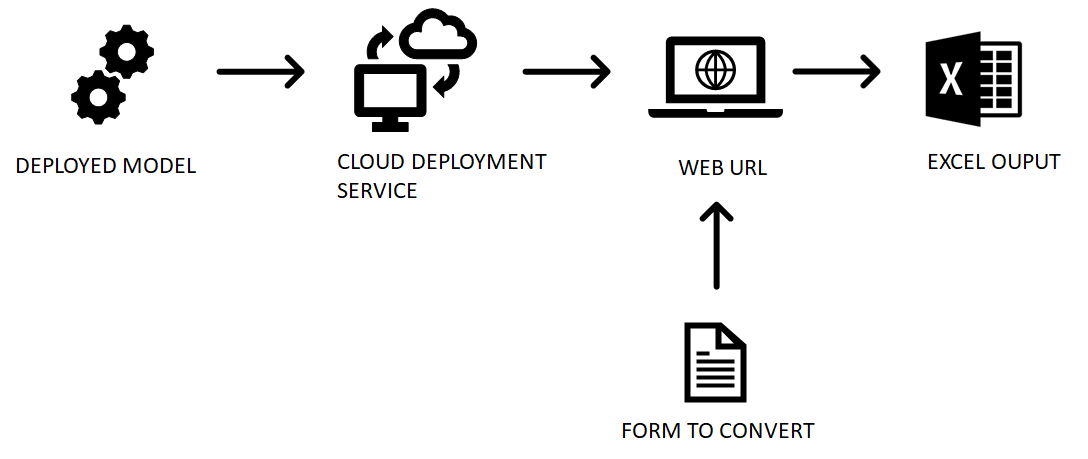 X
DEPLOYED MODEL
CLOUD DEPLOYMENT
SERVICE
WEB URL
EXCEL OUPUT
FORM TO CONVERT